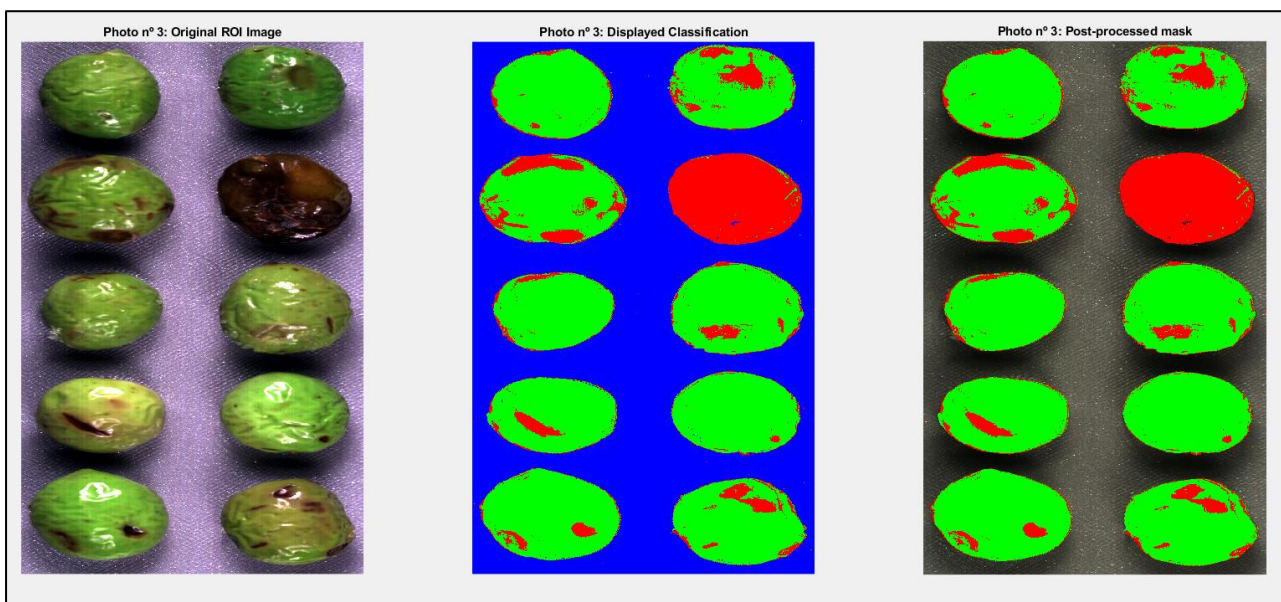 Photo nº 3: Original ROI Image
Photo nº 3: Displayed Classification
Photo nº 3: Post-processed mask